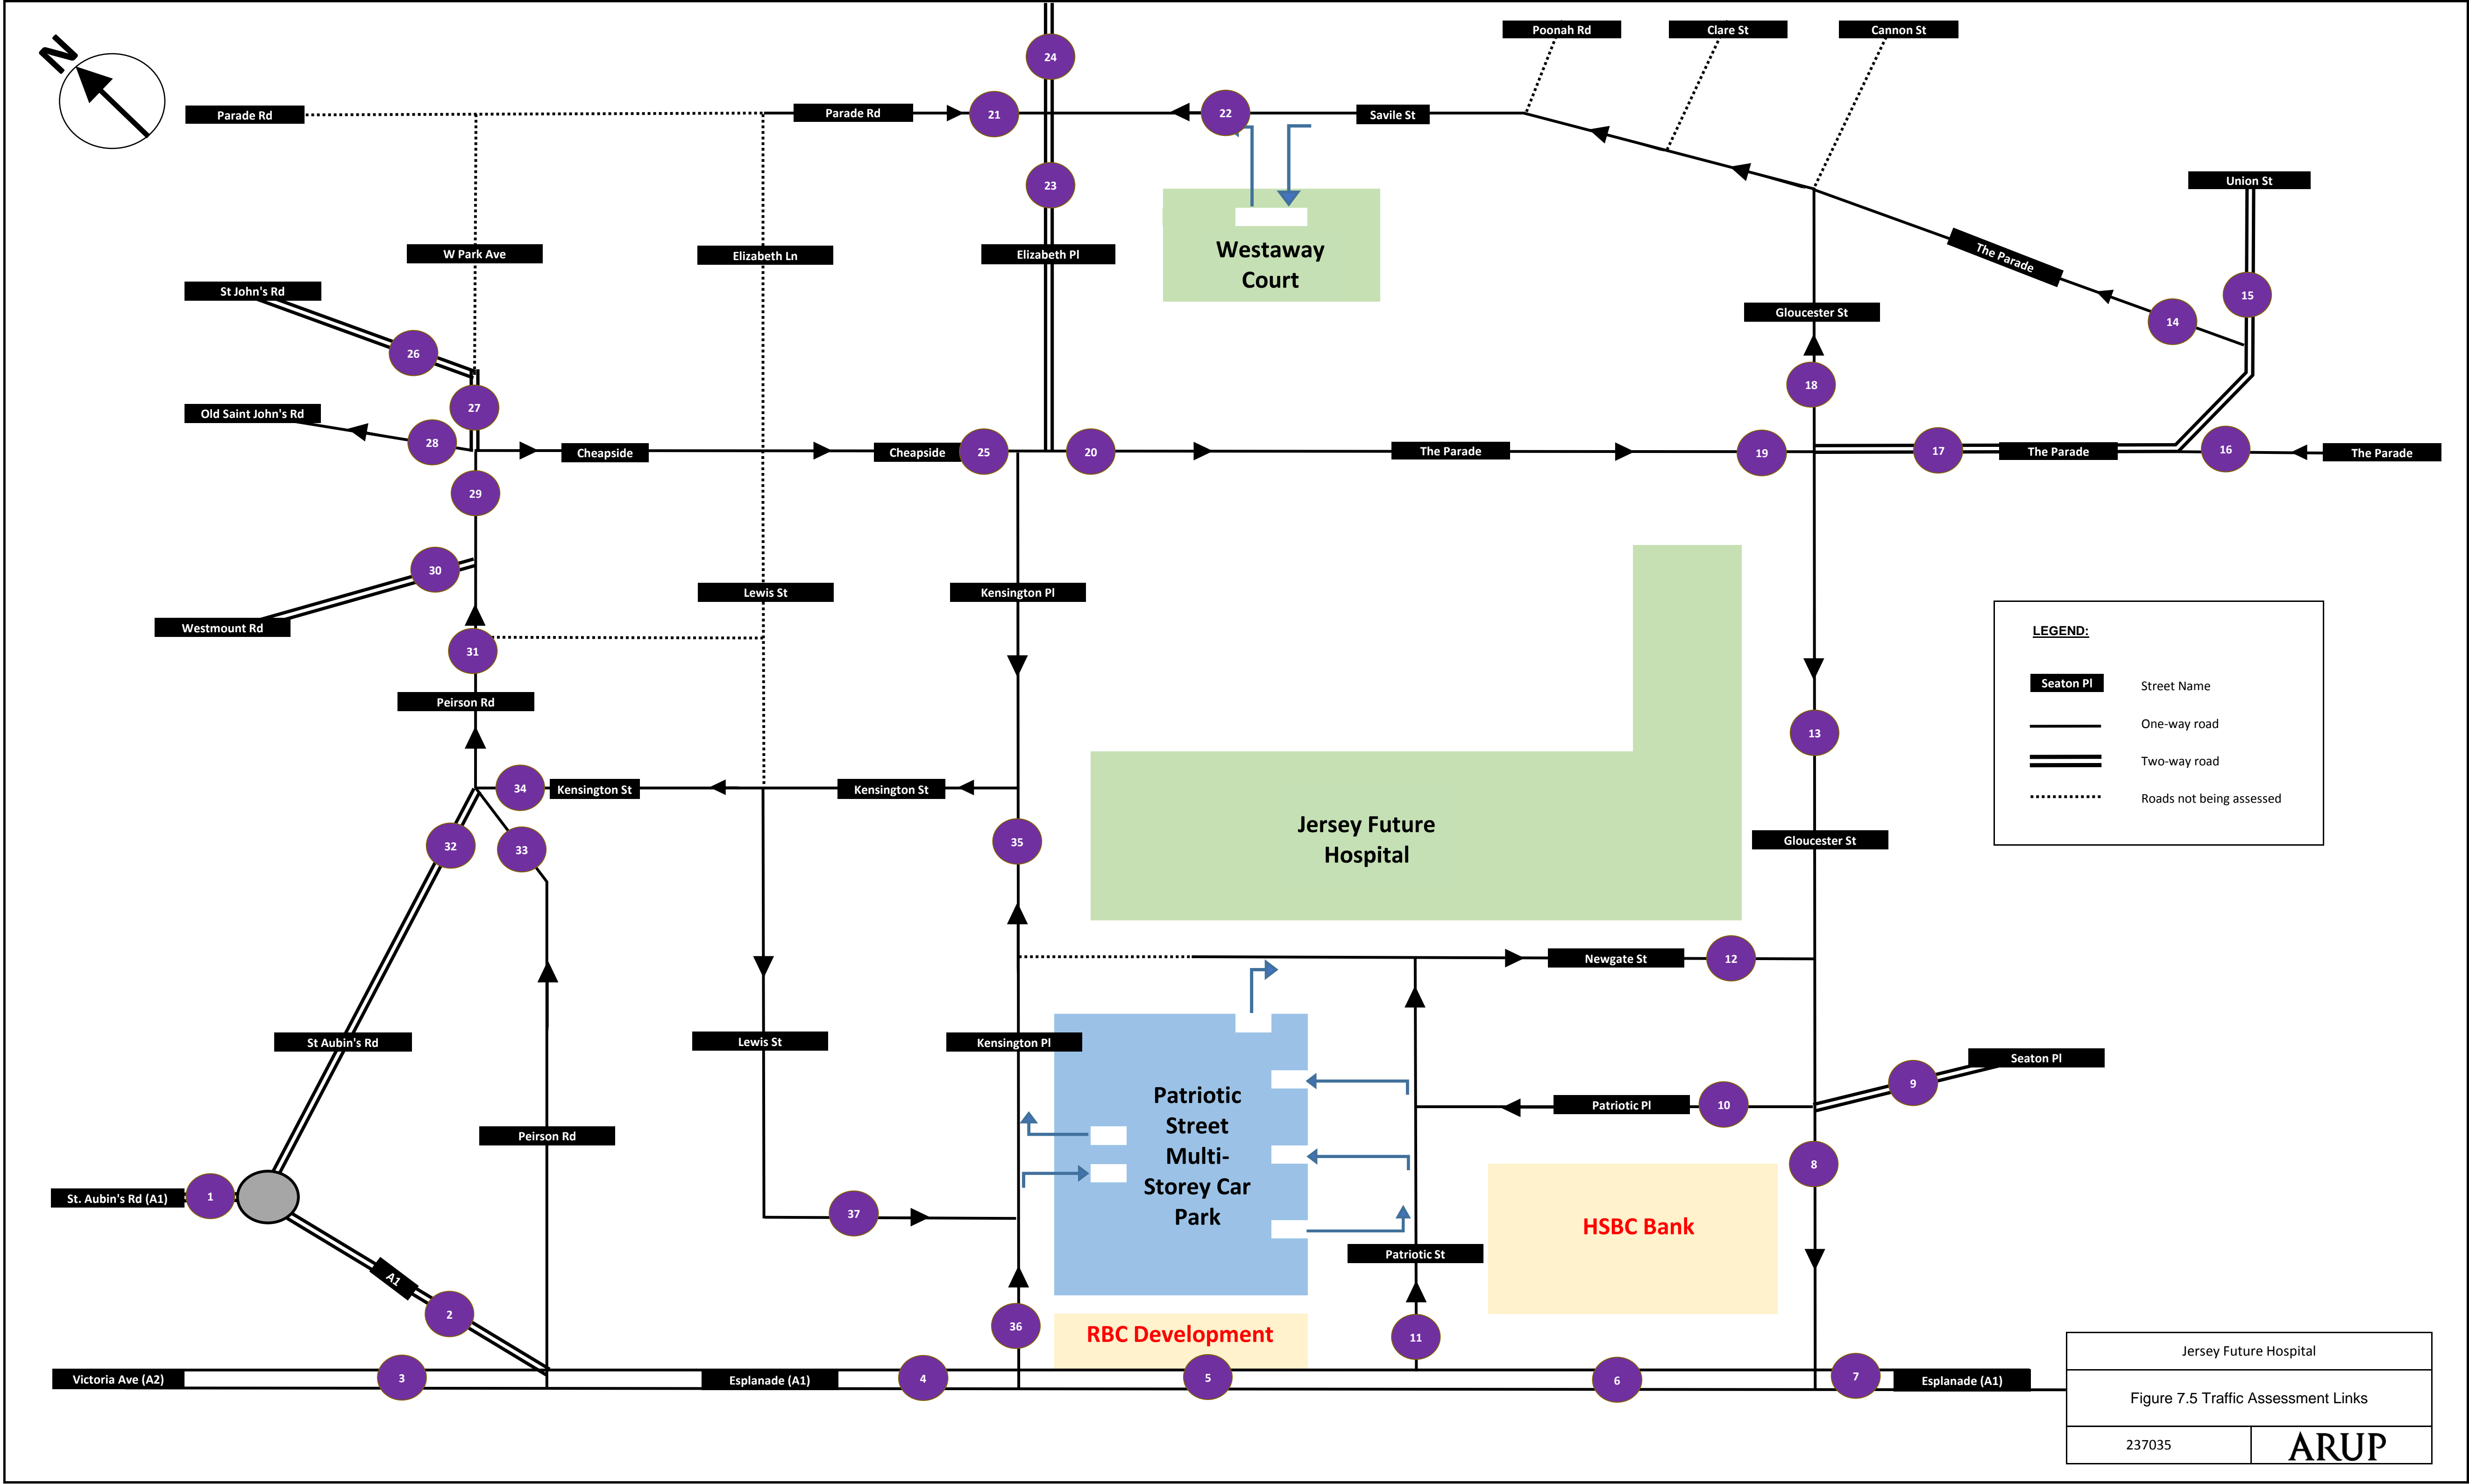 N
24
Poonah Rd
Clare St
Cannon St
Parade Rd
Parade Rd
21
22
Savile St
23
Union St
W Park Ave
Elizabeth Ln
Elizabeth Pl
Westaway
Court
The Parade
St John's Rd
15
Gloucester St
14
26
18
27
Old Saint John's Rd
28
Cheapside
Cheapside
25
20
The Parade
19
17
The Parade
16
The Parade
29
30
Lewis St
Kensington Pl
Westmount Rd
31
LEGEND:
Seaton Pl
Street Name
One-way road
Two-way road
Roads not being assessed
Peirson Rd
13
34
Kensington St
Kensington St
Jersey Future
Hospital
32
33
35
Gloucester St
Newgate St
12
St Aubin's Rd
Lewis St
Kensington Pl
Seaton Pl
9
Patriotic
Street
Multi-
Storey Car
Park
Patriotic Pl
10
Peirson Rd
8
St. Aubin's Rd (A1)
1
37
HSBC Bank
Patriotic St
A1
2
36
RBC Development
11
Victoria Ave (A2)
3
Esplanade (A1)
4
5
6
7
Esplanade (A1)
Jersey Future Hospital
Figure 7.5 Traffic Assessment Links
237035
ARUP